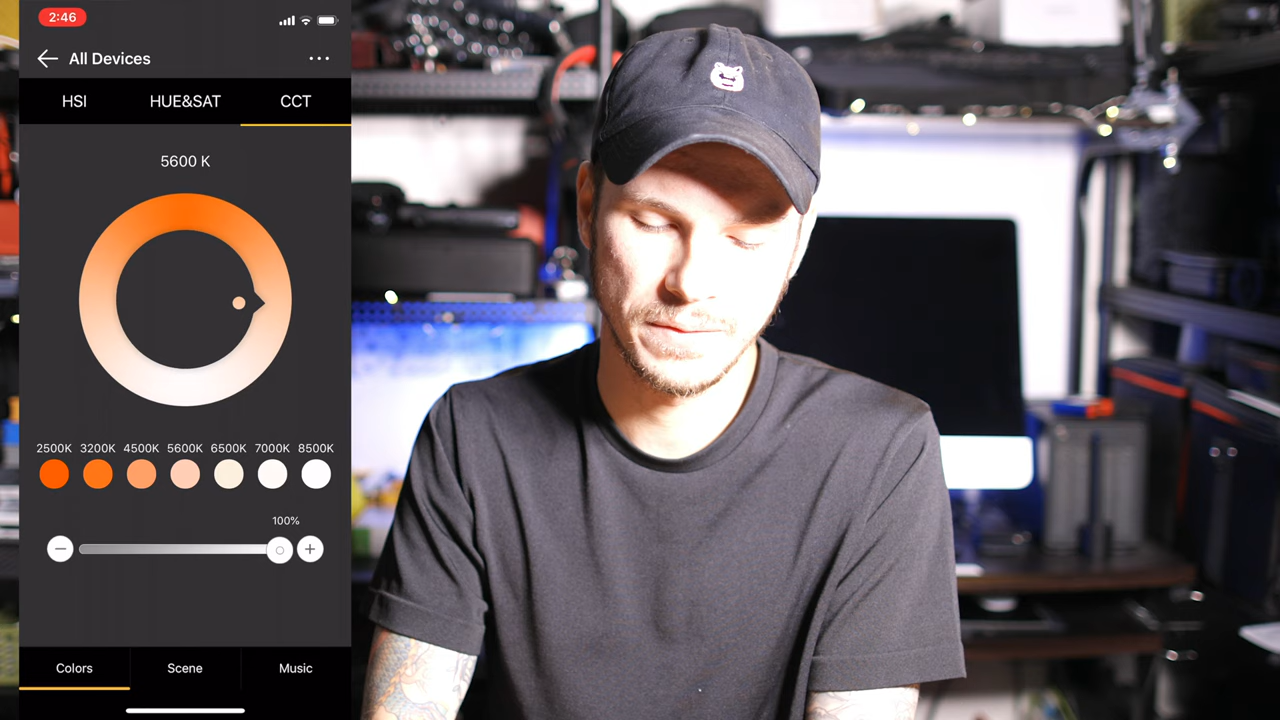 2:46
All Devices
HSI HUE&SAT CCT
5600 K
2500K 3200K 4500K 5600K 6500K 7000K 8500K
100%
Colors Scene Music